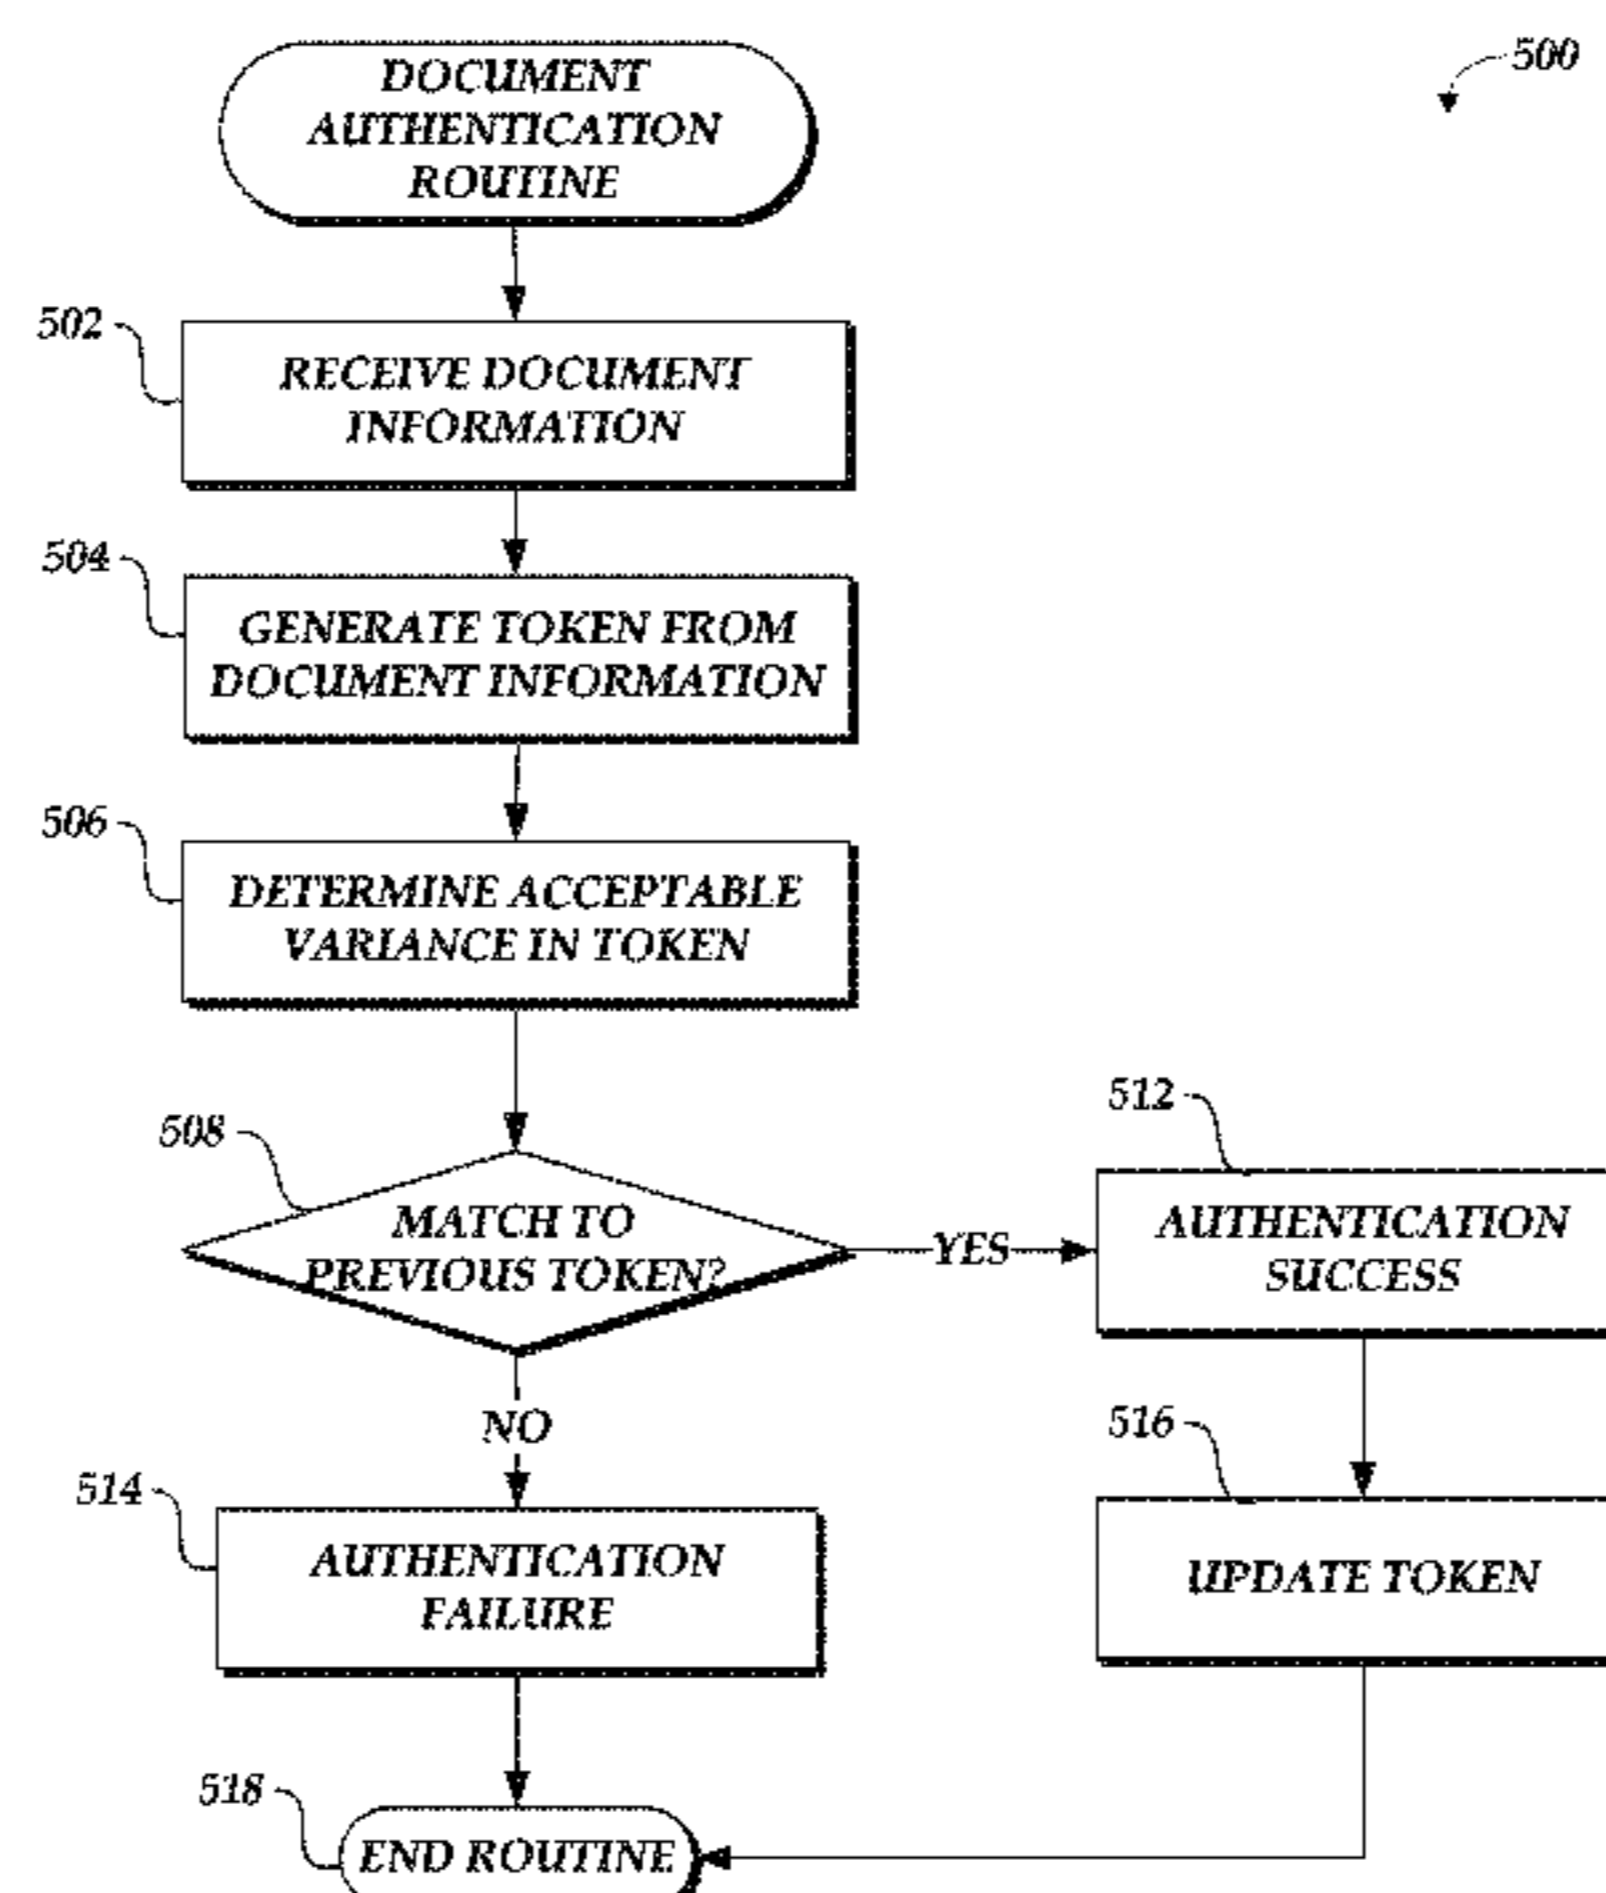 500
DOCUMENT
AUTHENTICATION
ROUTINE
502
RECEIVE DOCUMENT
INFORMATION
504
GENERATE TOKEN FROM
DOCUMENT INFORMATION
506
DETERMINE ACCEPTABLE
VARIANCE IN TOKEN
508
MATCH TO
PREVIOUS TOKEN?
YES
512
AUTHENTICATION
SUCCESS
NO
516
UPDATE TOKEN
514
AUTHENTICATION
FAILURE
518
END ROUTINE